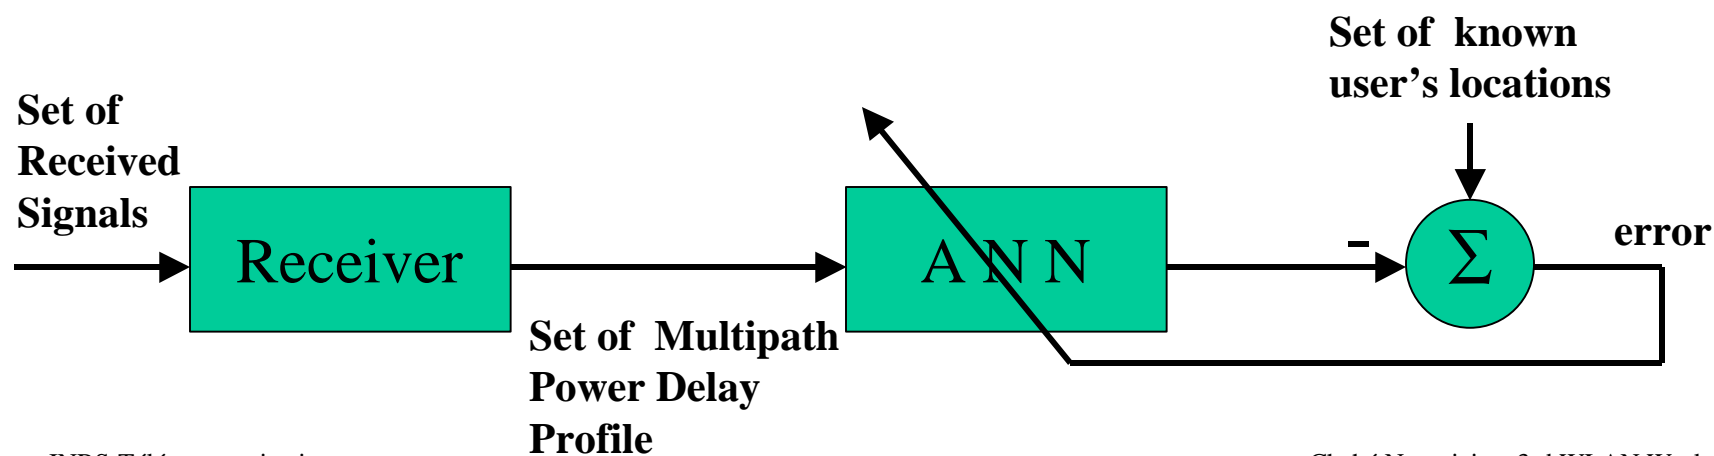 Set of known
user's locations
Set of
Received
Signals
Receiver
A N N
-
Σ
error
Set of Multipath
Power Delay
Profile